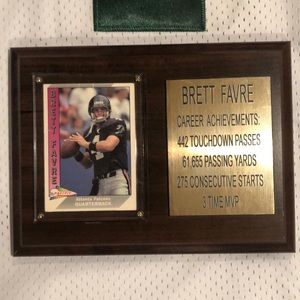 BRETT FAVRE
Atlanta Falcons
QUARTERBACK
BRETT FAVRE
CAREER ACHIEVEMENTS:
442 TOUCHDOWN PASSES
61,655 PASSING YARDS
275 CONSECUTIVE STARTS
3 TIME MVP